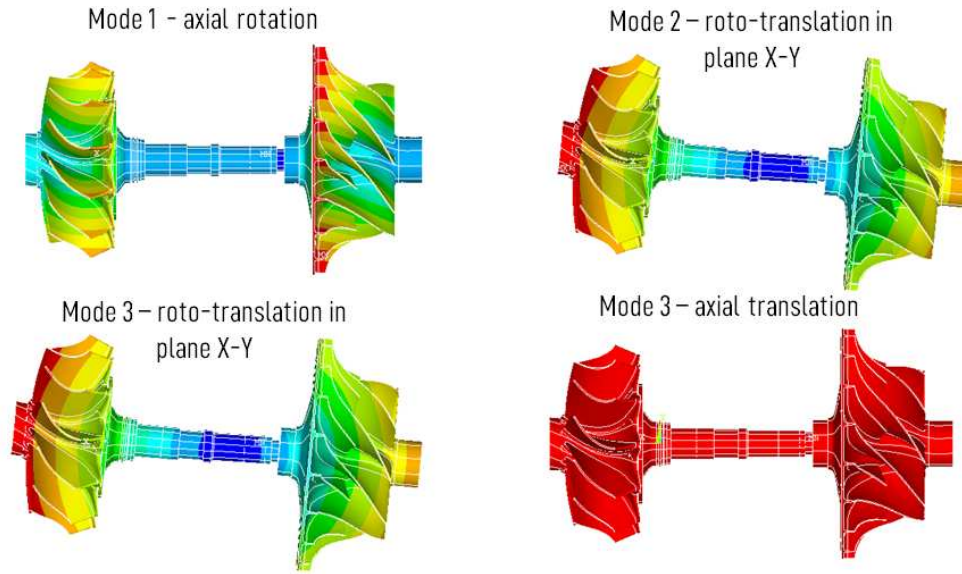 Mode 1 - axial rotation
Mode 2 – roto-translation in
plane X-Y
Mode 3 – roto-translation in
plane X-Y
Mode 3 – axial translation